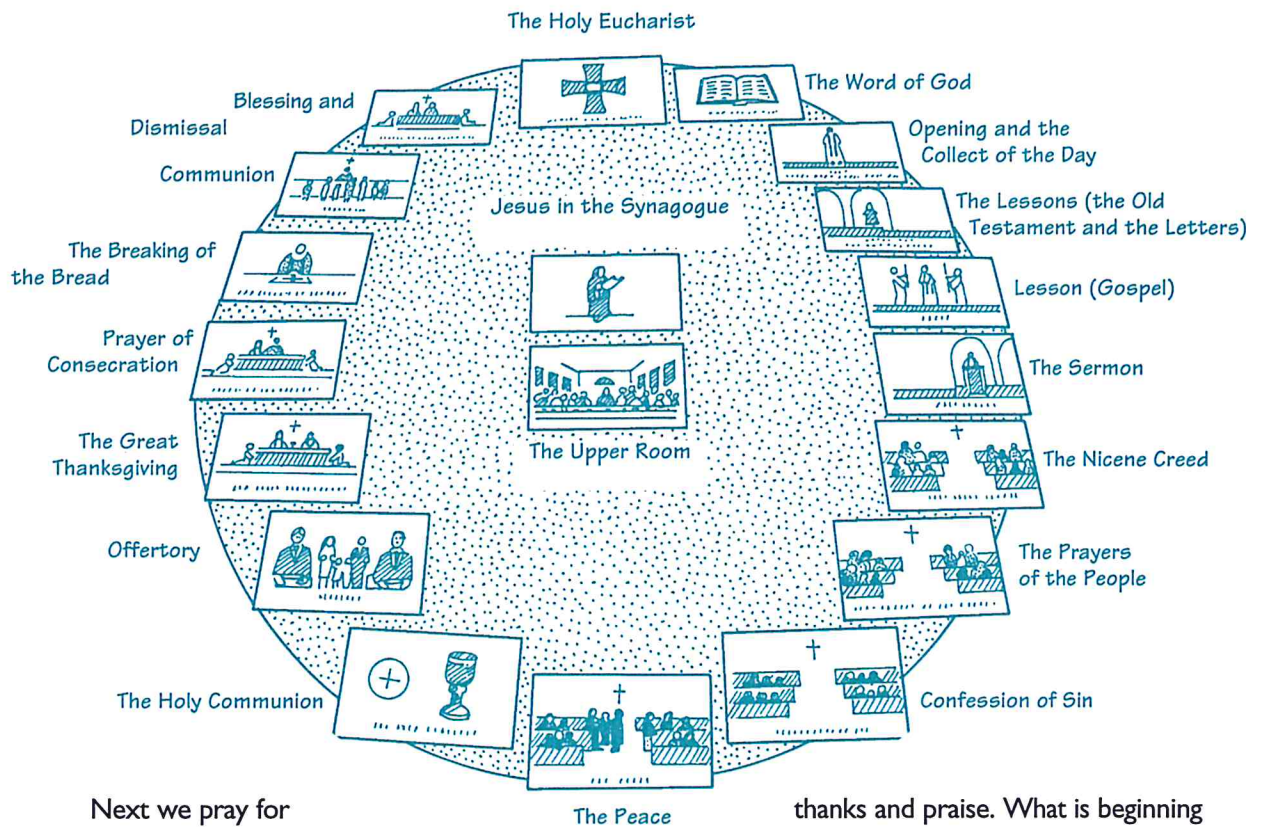 The Holy Eucharist
The Word of God
Opening and the
Collect of the Day
The Lessons (the Old
Testament and the Letters)
Lesson (Gospel)
The Sermon
The Nicene Creed
The Prayers
of the People
Confession of Sin
The Peace
The Holy Communion
Offertory
The Great
Thanksgiving
Prayer of
Consecration
The Breaking of
the Bread
Communion
Blessing and
Dismissal
Jesus in the Synagogue
The Upper Room
Next we pray for
thanks and praise. What is beginning